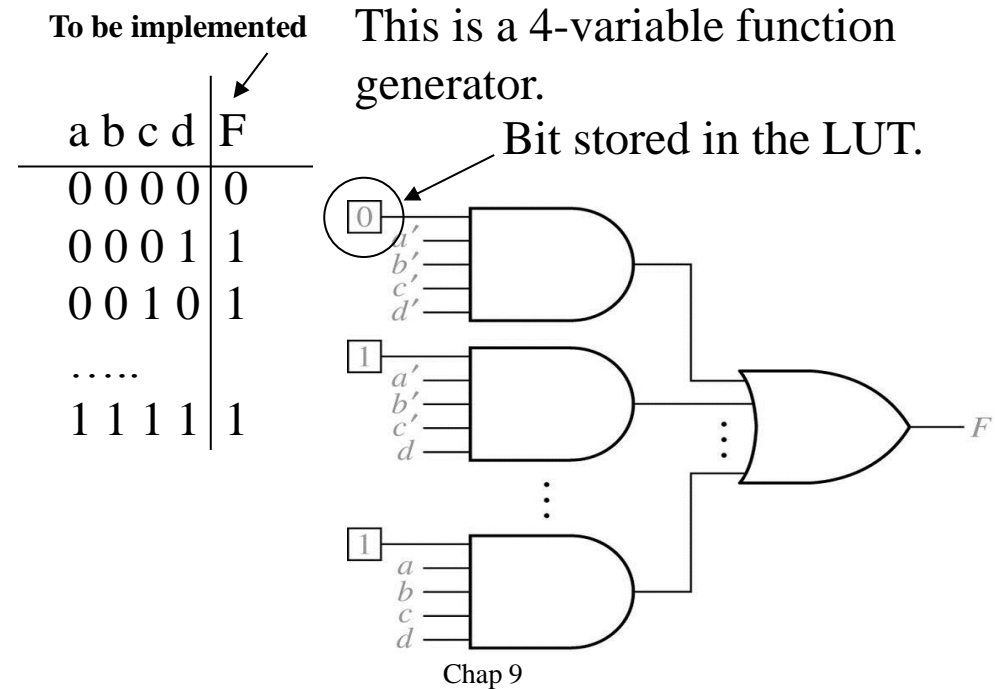 To be implemented
This is a 4-variable function
generator.
Bit stored in the LUT.
a b c d F
0 0 0 0 0
0 0 0 1 1
0 0 1 0 1
.....
1 1 1 1 1
0
a′
b′
c′
d′
1
a′
b′
c′
d
1
a
b
c
d
F
Chap 9